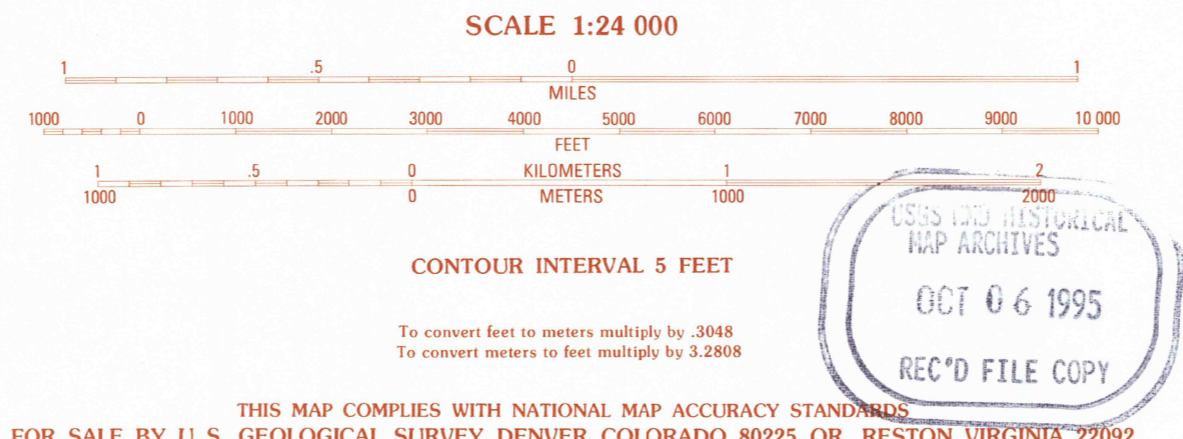 SCALE 1:24 000
1 .5 0 1
MILES
1000 0 1000 2000 3000 4000 5000 6000 7000 8000 9000 10 000
FEET
1 .5 0 KILOMETERS 1 2
1000 0 METERS 1000 2000
USGS NMD HISTORICAL
MAP ARCHIVES
CONTOUR INTERVAL 5 FEET
OCT 06 1995
To convert feet to meters multiply by .3048
To convert meters to feet multiply by 3.2808
REC'D FILE COPY
THIS MAP COMPLIES WITH NATIONAL MAP ACCURACY STANDARDS
FOR SALE BY U.S. GEOLOGICAL SURVEY, DENVER, COLORADO 80225 OR RESTON, VIRGINIA 22092